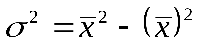 σ² = x̅² - (x̅)²